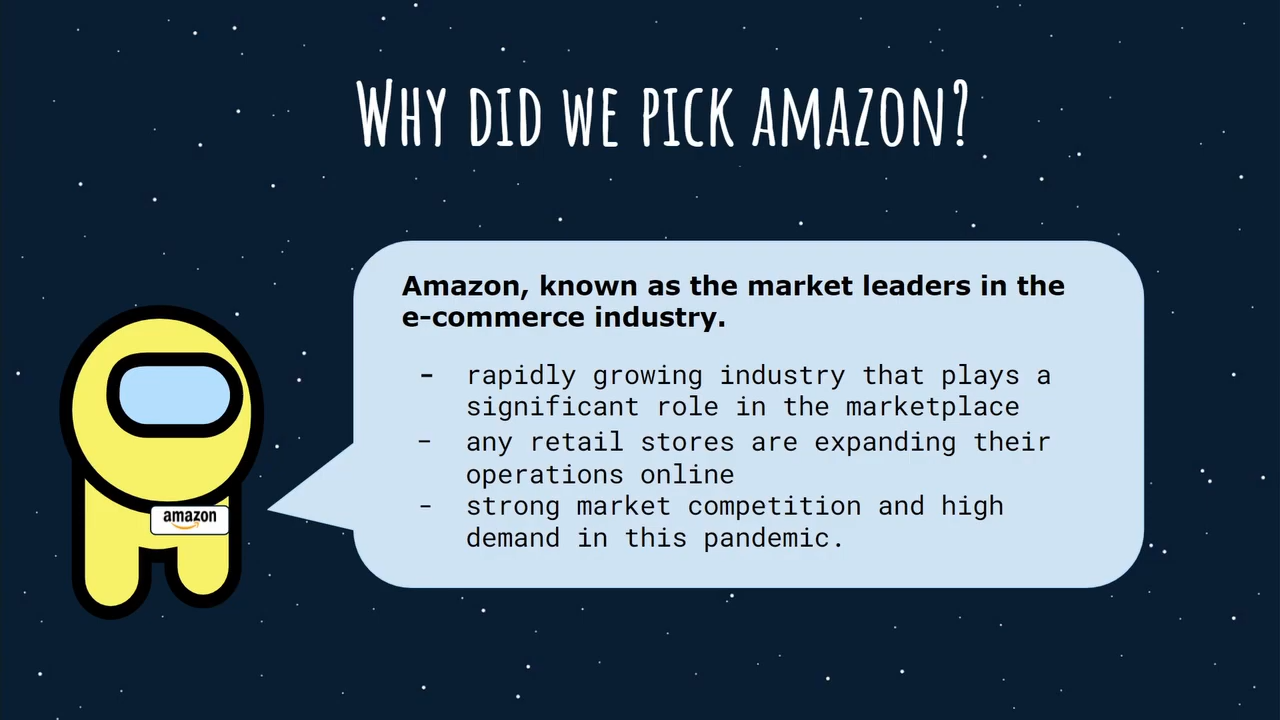 WHY DID WE PICK AMAZON?
Amazon, known as the market leaders in the
e-commerce industry.
- rapidly growing industry that plays a
significant role in the marketplace
- any retail stores are expanding their
operations online
- strong market competition and high
demand in this pandemic.
amazon